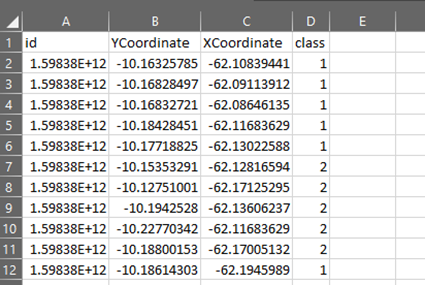 A B C D E F
1 id YCoordinate XCoordinate class
2 1.59838E+12 -10.16325785 -62.10839441 1
3 1.59838E+12 -10.16828497 -62.09113912 1
4 1.59838E+12 -10.16832721 -62.08646135 1
5 1.59838E+12 -10.18428451 -62.11683629 1
6 1.59838E+12 -10.17718825 -62.13022588 1
7 1.59838E+12 -10.15353291 -62.12816594 2
8 1.59838E+12 -10.12751001 -62.17125295 2
9 1.59838E+12 -10.1942528 -62.13606237 2
10 1.59838E+12 -10.22770342 -62.11683629 2
11 1.59838E+12 -10.18800153 -62.17005132 2
12 1.59838E+12 -10.18614303 -62.1945989 1